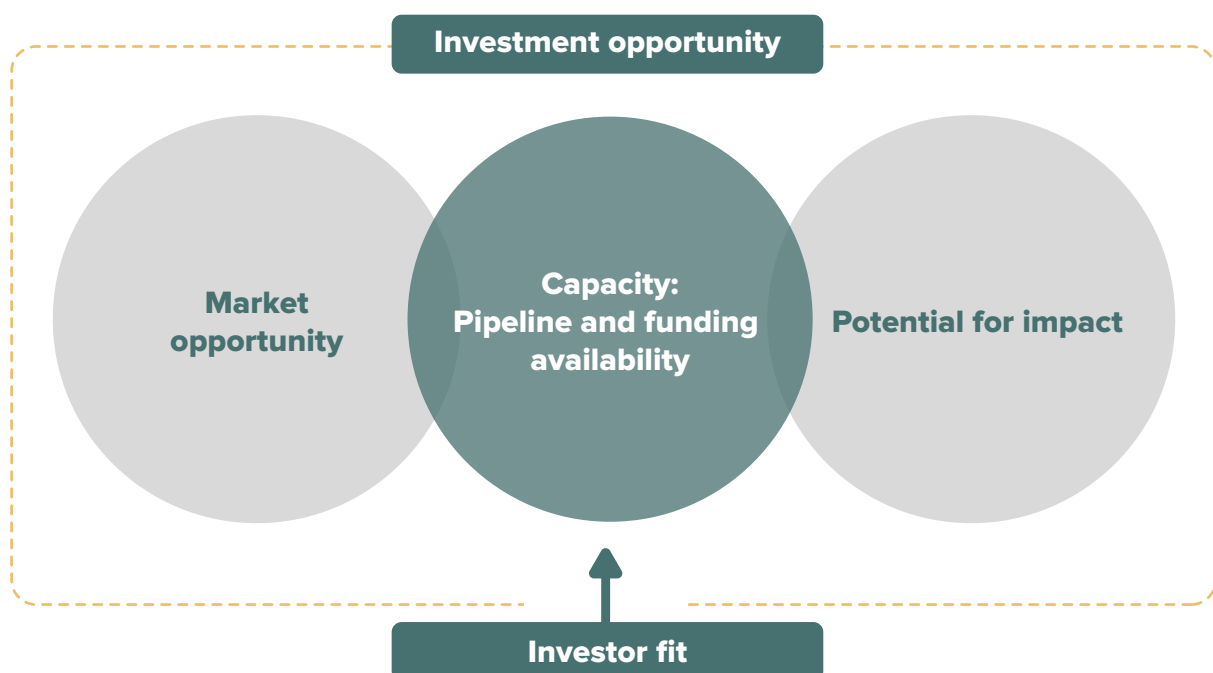 Investment opportunity
Market
opportunity
Capacity:
Pipeline and funding
availability
Potential for impact
Investor fit